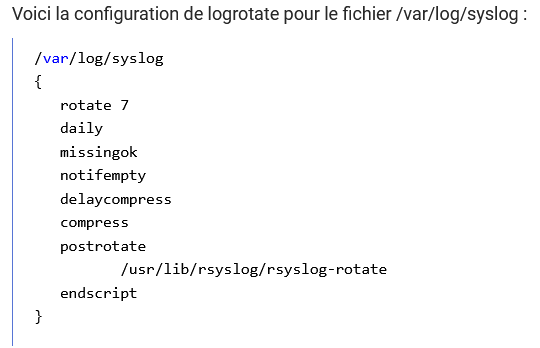 Voici la configuration de logrotate pour le fichier /var/log/syslog :
/var/log/syslog
{
rotate 7
daily
missingok
notifempty
delaycompress
compress
postrotate
/usr/lib/rsyslog/rsyslog-rotate
endscript
}